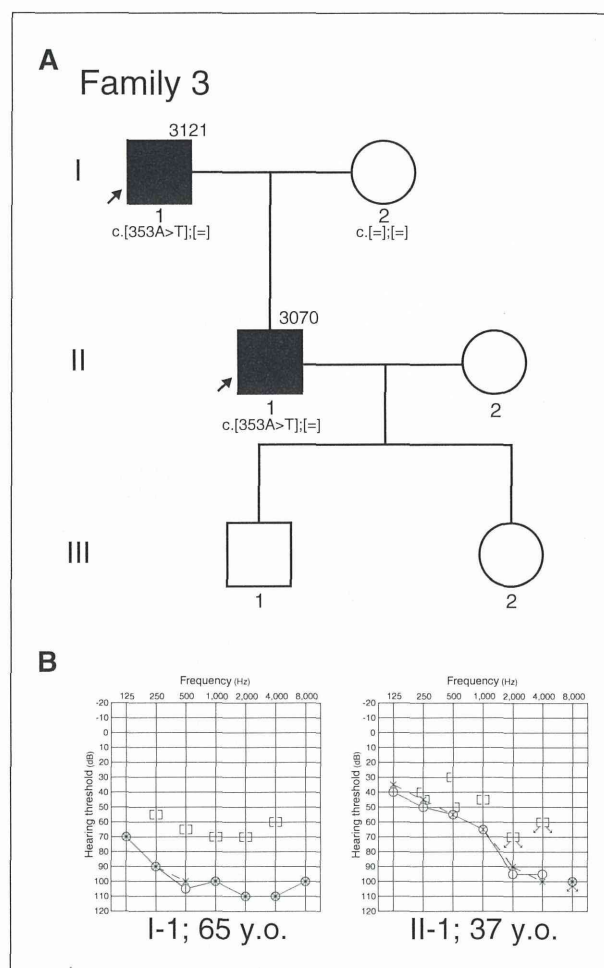 A
Family 3
3121
I
1
2
c.[353A>T];[=]
c.[=];[=]
3070
II
1
2
c.[353A>T];[=]
III
1
2
B
Frequency (Hz)
125 250 500 1,000 2,000 4,000 8,000
Hearing threshold (dB)
-20
-10
0
10
20
30
40
50
60
70
80
90
100
110
120
I-1; 65 y.o.
Frequency (Hz)
125 250 500 1,000 2,000 4,000 8,000
Hearing threshold (dB)
-20
-10
0
10
20
30
40
50
60
70
80
90
100
110
120
II-1; 37 y.o.